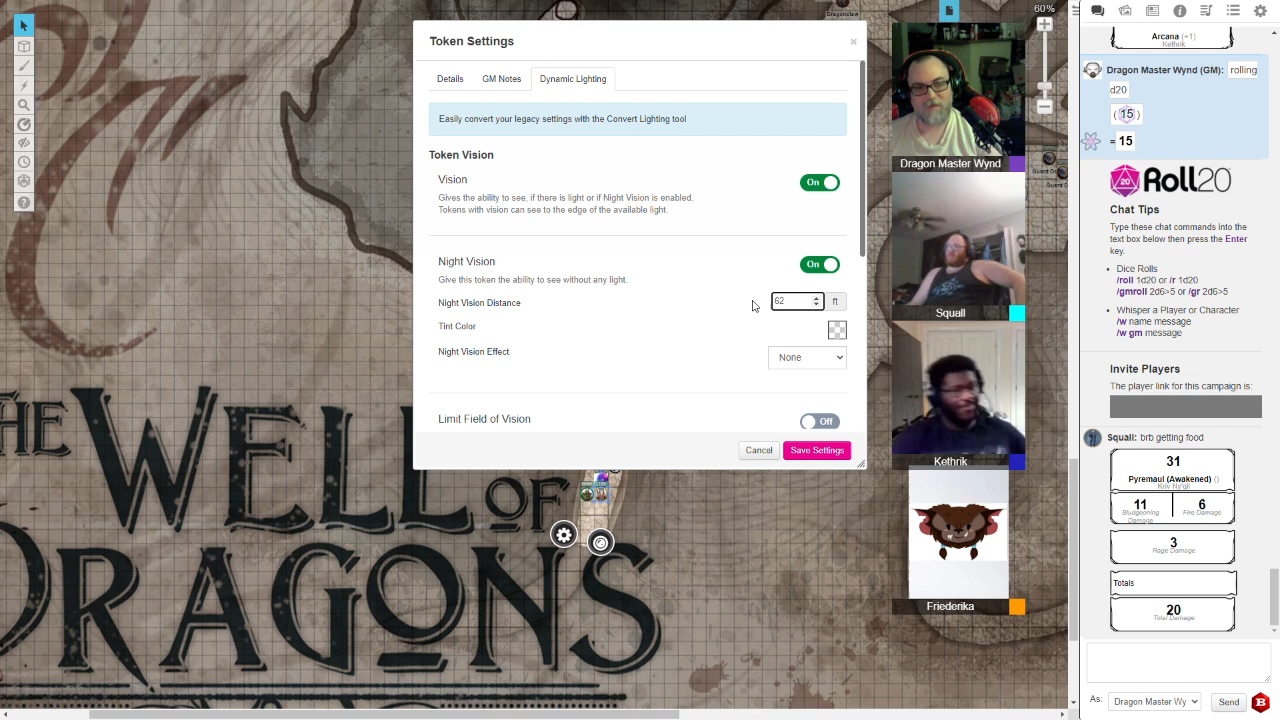 Dragonclaw
60%
Token Settings
×
Details
GM Notes
Dynamic Lighting
Easily convert your legacy settings with the Convert Lighting tool
Token Vision
Vision
On
Gives the ability to see, if there is light or if Night Vision is enabled.
Tokens with vision can see to the edge of the available light.
Night Vision
On
Give this token the ability to see without any light.
Night Vision Distance
62
ft
Tint Color
Night Vision Effect
None
Limit Field of Vision
Off
Cancel
Save Settings
THE WELL OF
DRAGONS
Dragon Master Wynd
Squall
Kethrik
Friederika
Arcana (+1)
Kethrik
Dragon Master Wynd (GM): rolling
d20
(15)
= 15
20
Roll20
Chat Tips
Type these chat commands into the
text box below then press the Enter
key.
• Dice Rolls
/roll 1d20 or /r 1d20
/gmroll 2d6>5 or /gr 2d6>5
• Whisper a Player or Character
/w name message
/w gm message
Invite Players
The player link for this campaign is:
Squall: brb getting food
31
Pyremaul (Awakened) ()
11
Bludgeoning
Damage
6
Fire Damage
3
Rage Damage
Totals
20
Total Damage
As:
Dragon Master Wy
Send
B